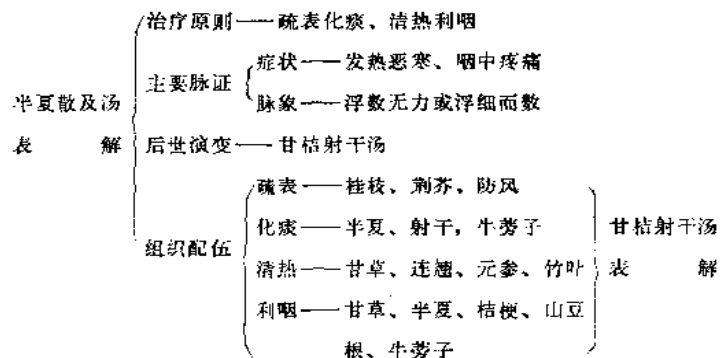 治疗原则——疏表化痰、清热利咽
症状——发热恶寒、咽中疼痛
主要脉证
脉象——浮数无力或浮细而数
半夏散及汤
表 解
后世演变——甘桔射干汤
疏表——桂枝、荆芥、防风
化痰——半夏、射干,牛蒡子
甘桔射干汤
组织配伍
清热——甘草、连翘、元参、竹叶
表 解
利咽——甘草、半夏、桔梗、山豆
根、牛蒡子